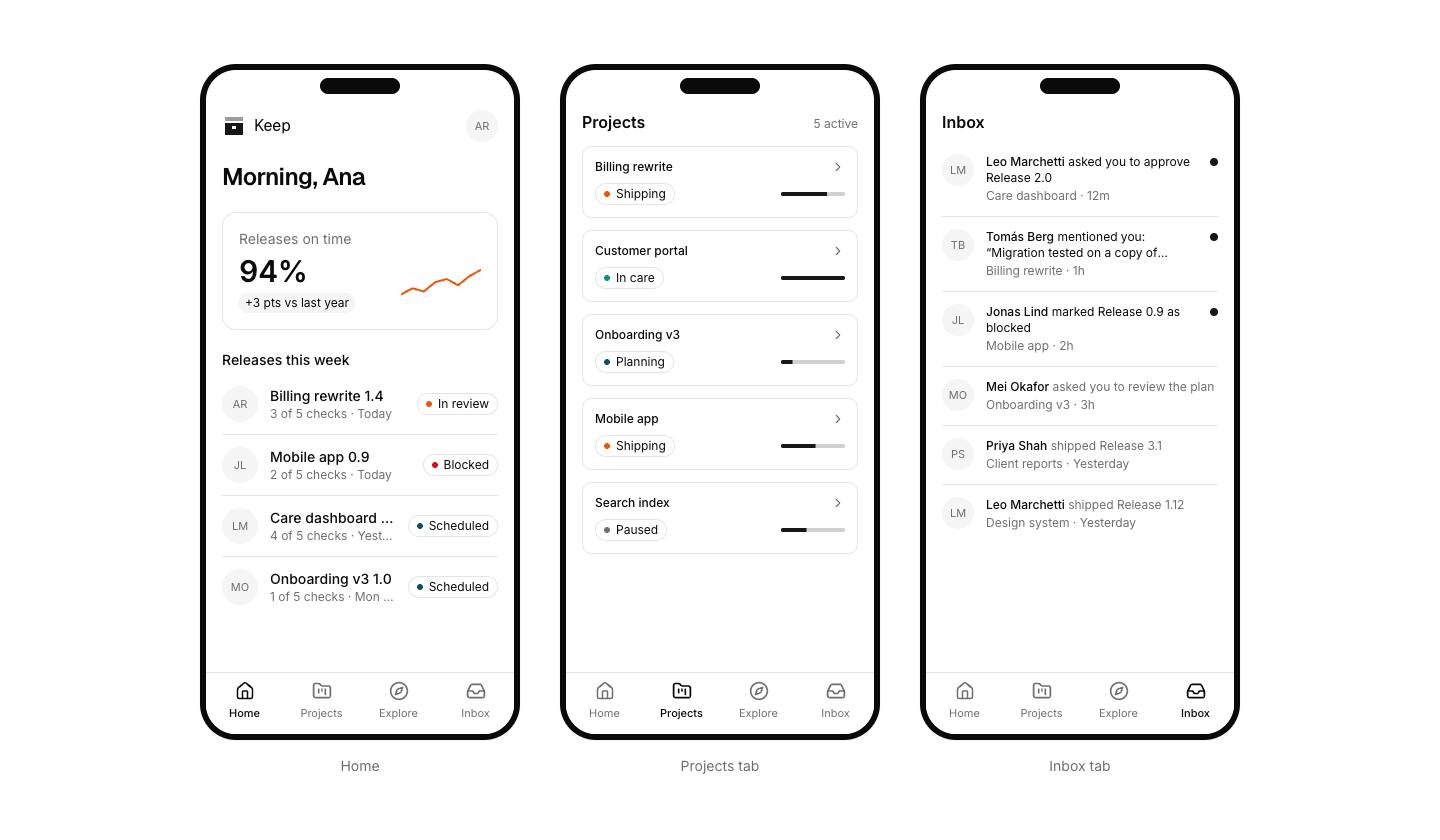 Keep
AR
Morning, Ana
Releases on time
94%
+3 pts vs last year
Releases this week
AR
Billing rewrite 1.4
3 of 5 checks · Today
In review
JL
Mobile app 0.9
2 of 5 checks · Today
Blocked
LM
Care dashboard ...
4 of 5 checks · Yest...
Scheduled
MO
Onboarding v3 1.0
1 of 5 checks · Mon ...
Scheduled
Home
Projects
Explore
Inbox
Home
Projects
5 active
Billing rewrite
Shipping
Customer portal
In care
Onboarding v3
Planning
Mobile app
Shipping
Search index
Paused
Home
Projects
Explore
Inbox
Projects tab
Inbox
LM
Leo Marchetti asked you to approve
Release 2.0
Care dashboard · 12m
TB
Tomás Berg mentioned you:
“Migration tested on a copy of...
Billing rewrite · 1h
JL
Jonas Lind marked Release 0.9 as
blocked
Mobile app · 2h
MO
Mei Okafor asked you to review the plan
Onboarding v3 · 3h
PS
Priya Shah shipped Release 3.1
Client reports · Yesterday
LM
Leo Marchetti shipped Release 1.12
Design system · Yesterday
Home
Projects
Explore
Inbox
Inbox tab